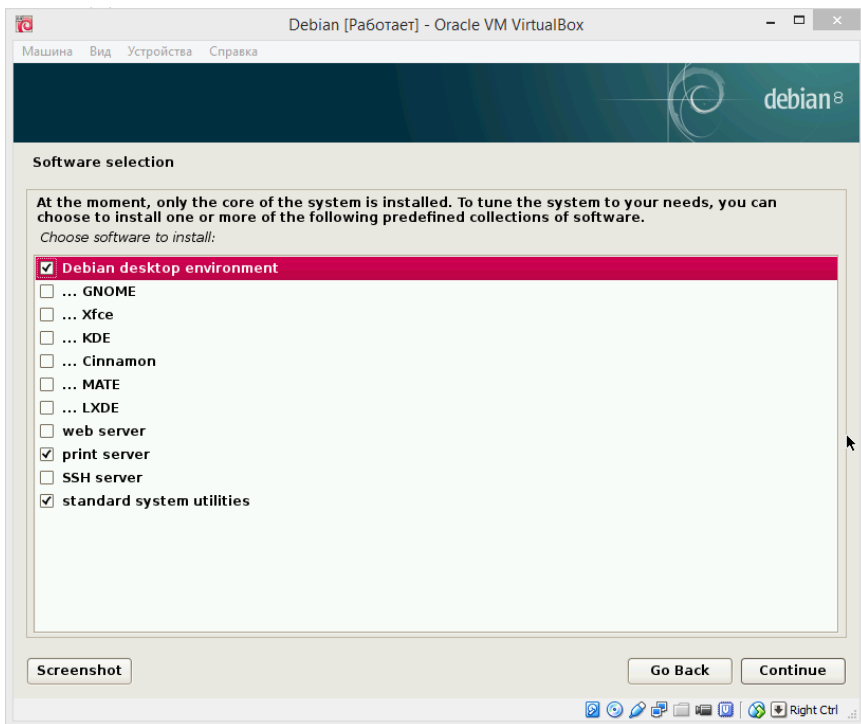 Debian [Работает] - Oracle VM VirtualBox
Машина Вид Устройства Справка
debian 8
Software selection
At the moment, only the core of the system is installed. To tune the system to your needs, you can
choose to install one or more of the following predefined collections of software.
Choose software to install:
Debian desktop environment
... GNOME
... Xfce
... KDE
... Cinnamon
... MATE
... LXDE
web server
print server
SSH server
standard system utilities
Screenshot Go Back Continue
Right Ctrl